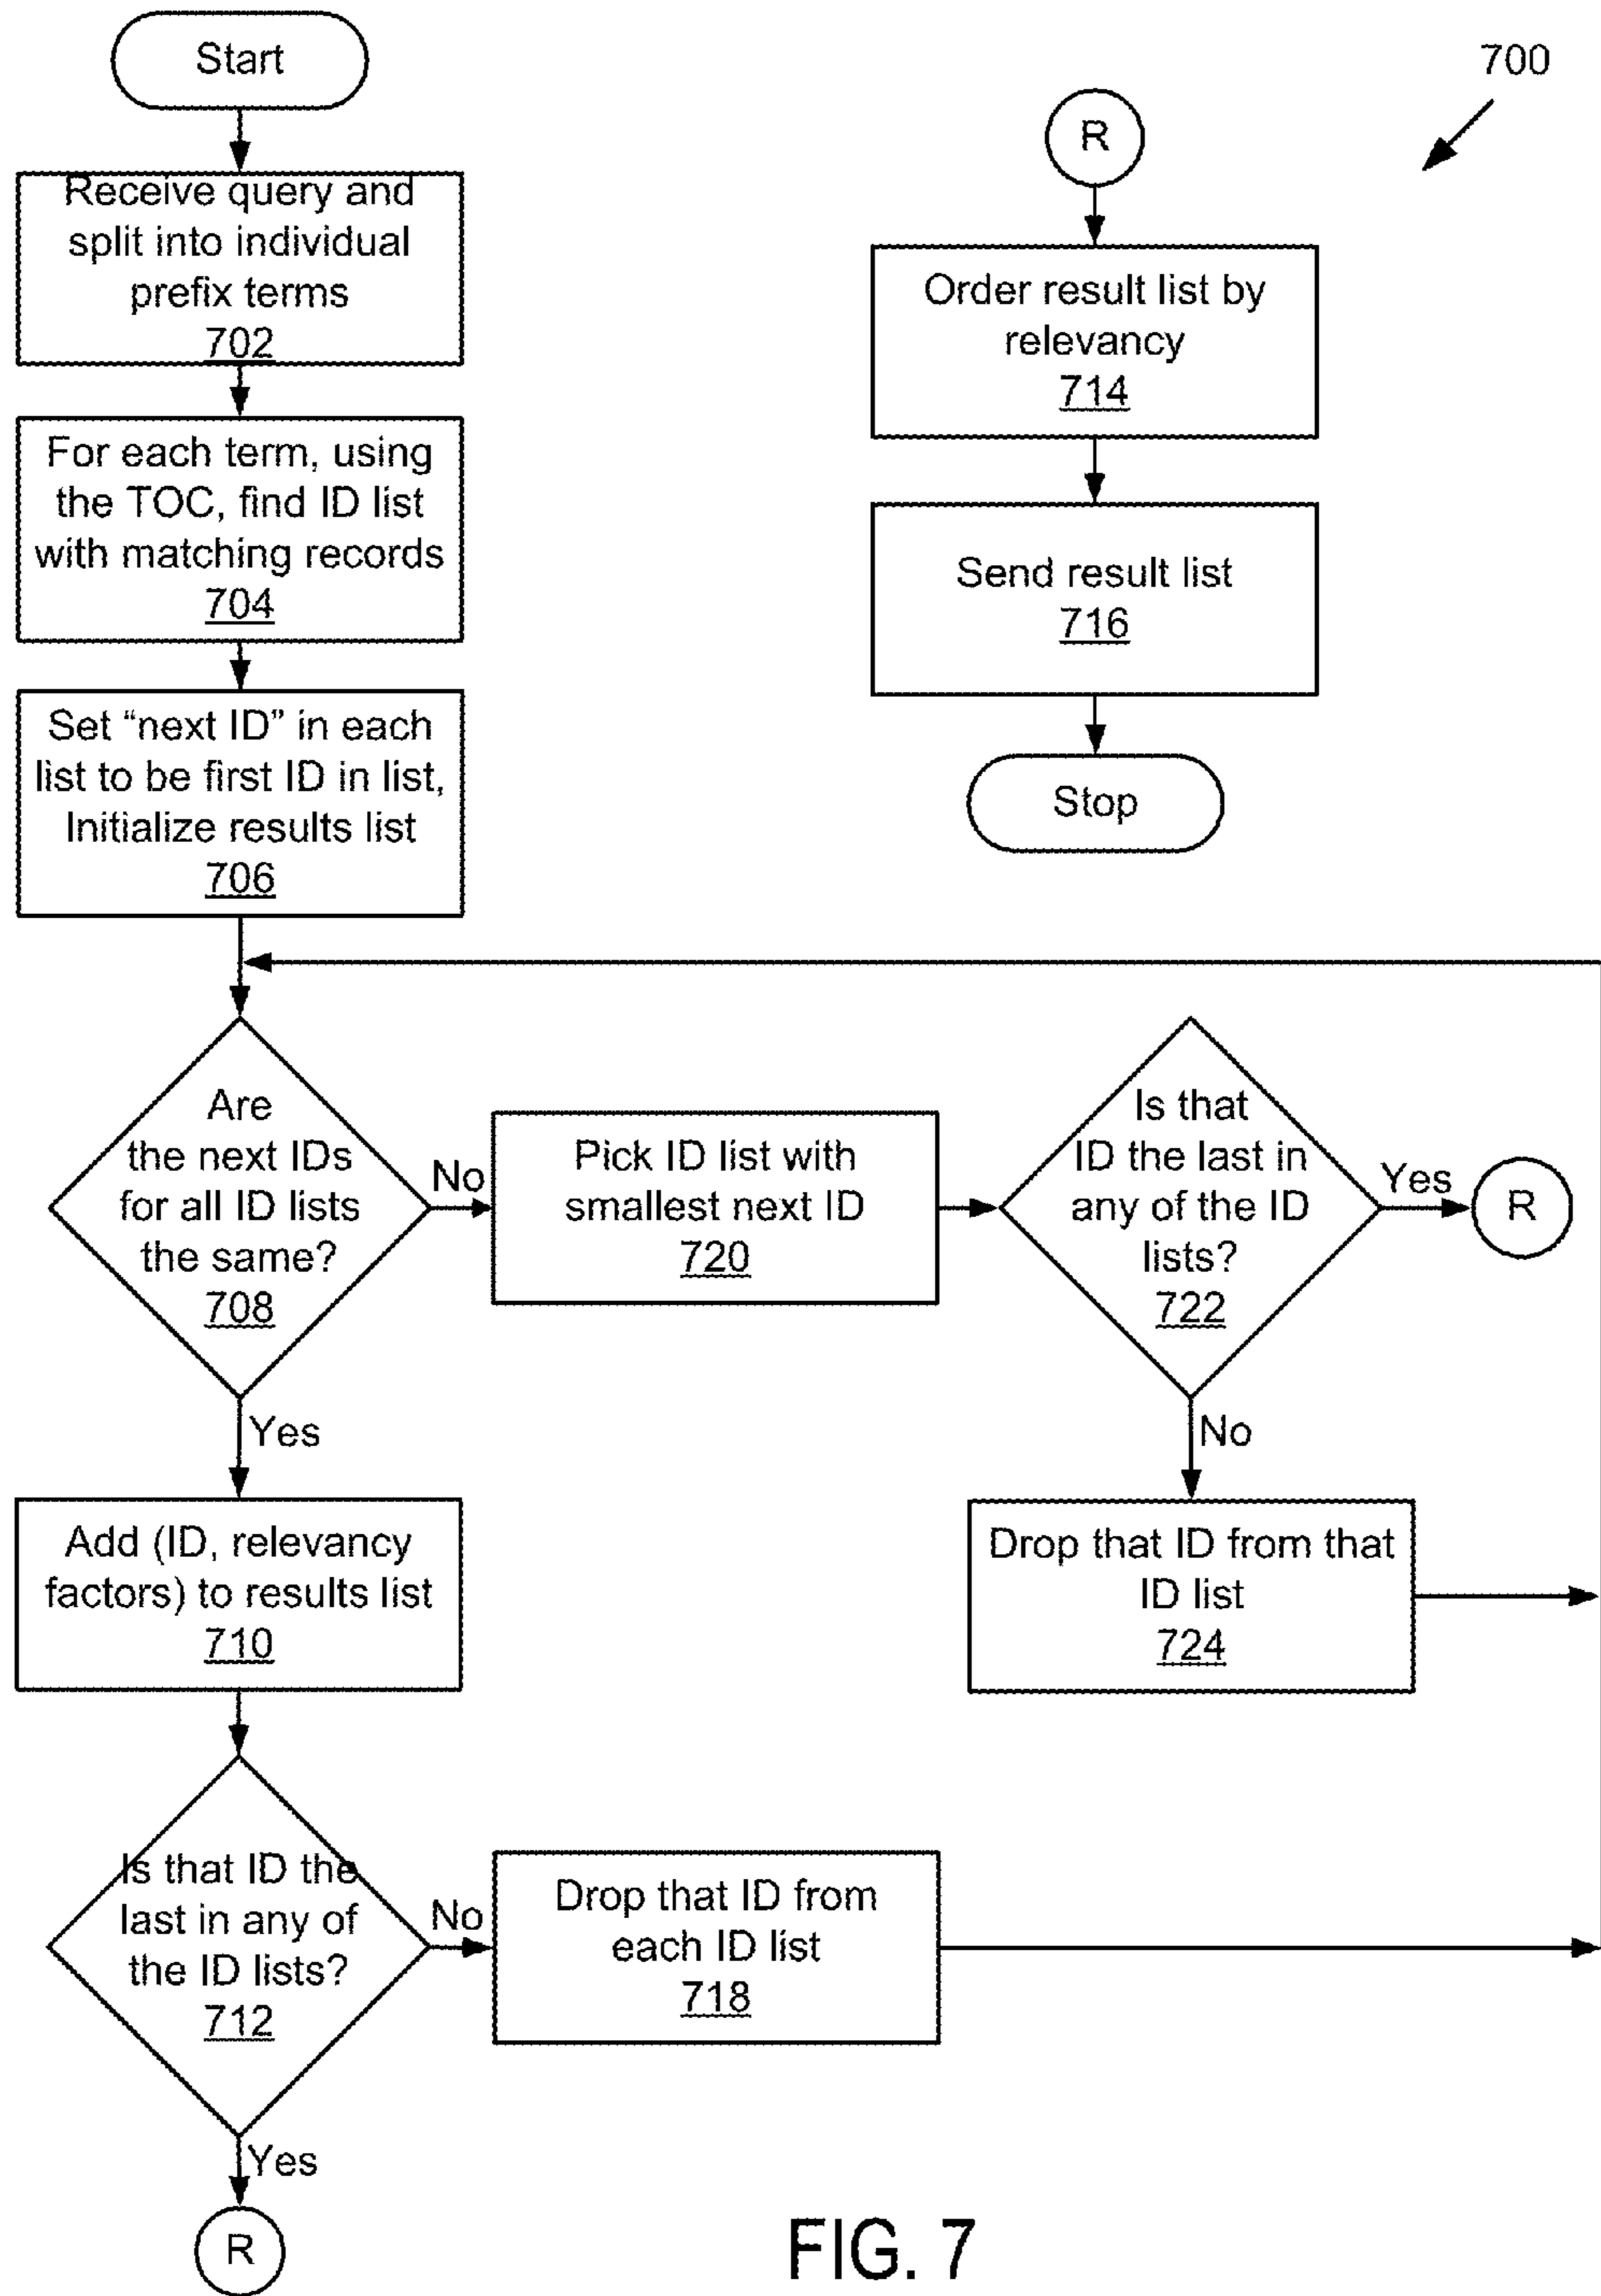 Start
Receive query and
split into individual
prefix terms
702
For each term, using
the TOC, find ID list
with matching records
704
Set “next ID” in each
list to be first ID in list,
Initialize results list
706
700
R
Order result list by
relevancy
714
Send result list
716
Stop
Are
the next IDs
for all ID lists
the same?
708
No
Pick ID list with
smallest next ID
720
Is that
ID the last in
any of the ID
lists?
722
Yes
R
Yes
No
Add (ID, relevancy
factors) to results list
710
Drop that ID from that
ID list
724
Is that ID the
last in any of
the ID lists?
712
No
Drop that ID from
each ID list
718
Yes
R
FIG. 7